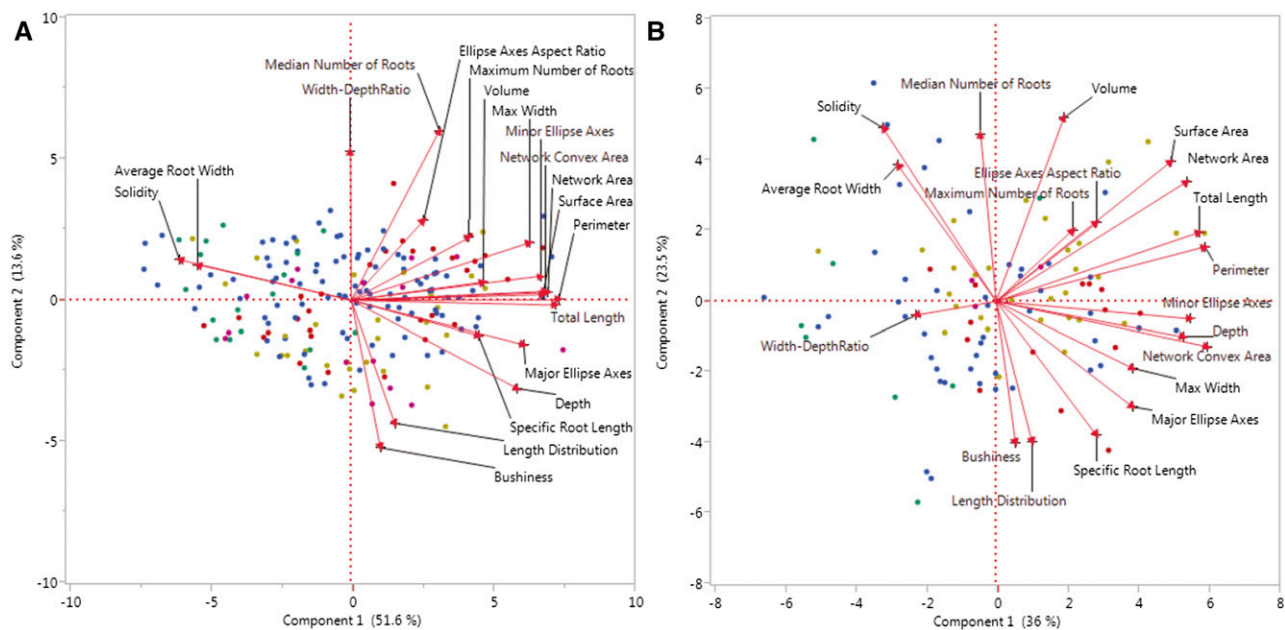 A
10
5
0
-5
-10
-10
-5
0
5
10
Component 2 (13.6 %)
Component 1 (51.6 %)
Ellipse Axes Aspect Ratio
Median Number of Roots
Maximum Number of Roots
Width-DepthRatio
Volume
Max Width
Minor Ellipse Axes
Network Convex Area
Average Root Width
Network Area
Solidity
Surface Area
Perimeter
Total Length
Major Ellipse Axes
Depth
Specific Root Length
Length Distribution
Bushiness
B
8
6
4
2
0
-2
-4
-6
-8
-8
-6
-4
-2
0
2
4
6
8
Component 2 (23.5 %)
Component 1 (36 %)
Median Number of Roots
Volume
Solidity
Surface Area
Network Area
Ellipse Axes Aspect Ratio
Average Root Width
Maximum Number of Roots
Total Length
Perimeter
Minor Ellipse Axes
Depth
Width-DepthRatio
Network Convex Area
Max Width
Major Ellipse Axes
Bushiness
Specific Root Length
Length Distribution